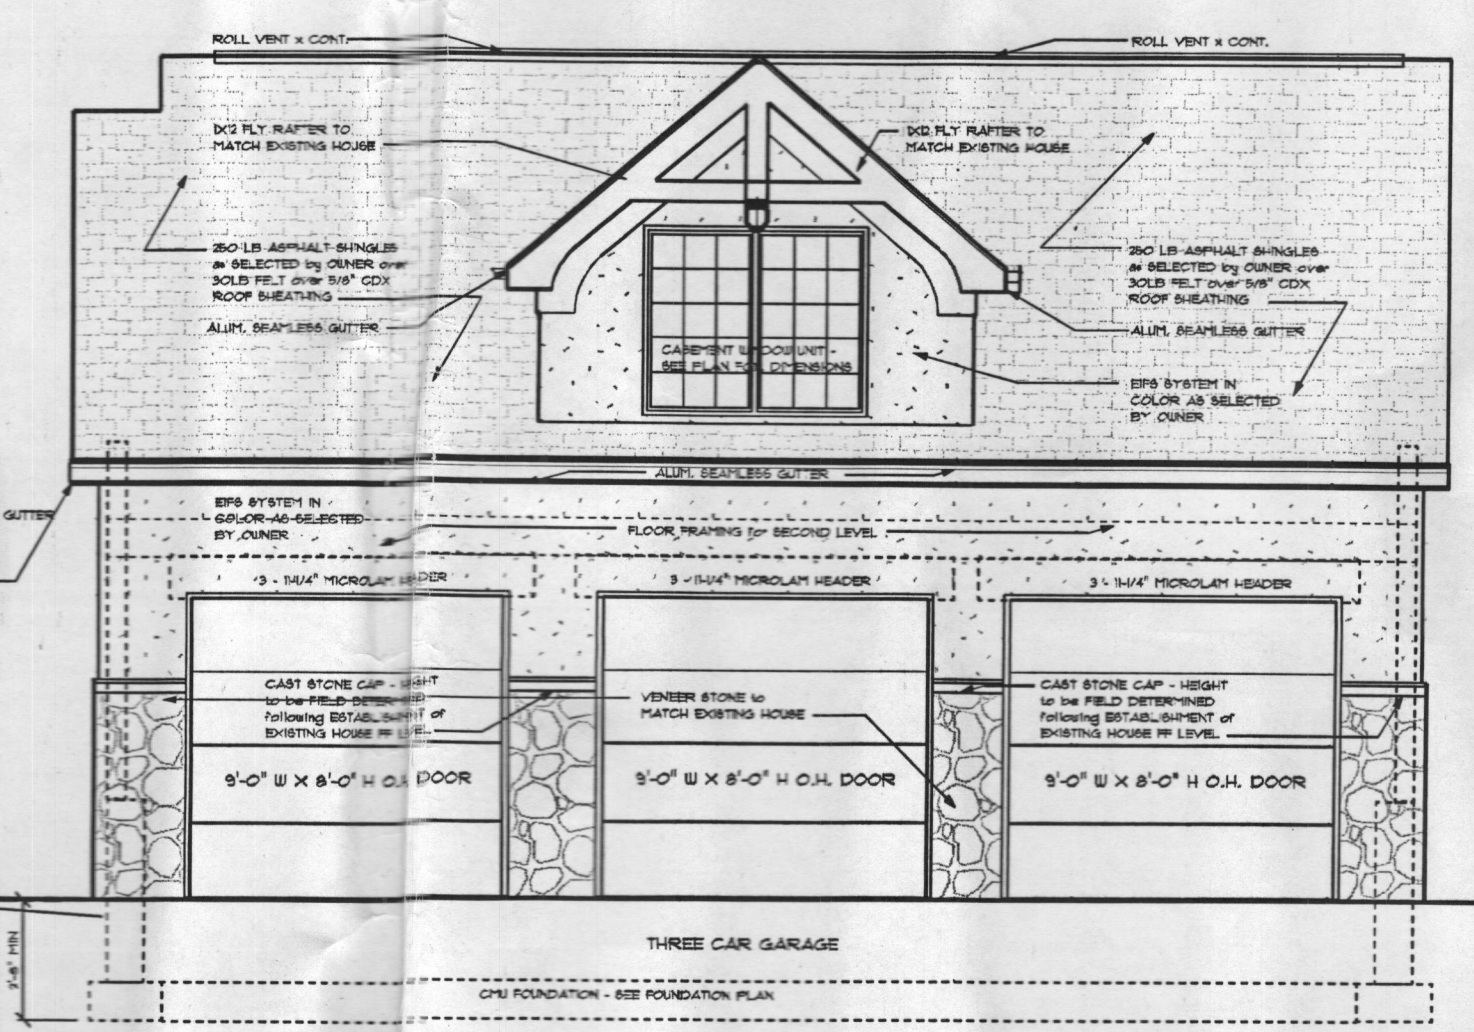 ROLL VENT x CONT.
ROLL VENT x CONT.
1X12 FLY RAFTER TO
MATCH EXISTING HOUSE
1X12 FLY RAFTER TO
MATCH EXISTING HOUSE
250 LB ASPHALT SHINGLES
as SELECTED by OWNER over
30LB FELT over 5/8" CDX
ROOF SHEATHING
250 LB ASPHALT SHINGLES
as SELECTED by OWNER over
30LB FELT over 5/8" CDX
ROOF SHEATHING
ALUM. SEAMLESS GUTTER
ALUM. SEAMLESS GUTTER
CASEMENT WINDOW UNIT -
SEE PLAN FOR DIMENSIONS
EIFS SYSTEM IN
COLOR AS SELECTED
BY OWNER
ALUM. SEAMLESS GUTTER
GUTTER
EIFS SYSTEM IN
COLOR AS SELECTED
BY OWNER
FLOOR FRAMING for SECOND LEVEL
3 - 11-1/4" MICROLAM HEADER
3 - 11-1/4" MICROLAM HEADER
3 - 11-1/4" MICROLAM HEADER
CAST STONE CAP - HEIGHT
to be FIELD DETERMINED
following ESTABLISHMENT of
EXISTING HOUSE FF LEVEL
VENEER STONE to
MATCH EXISTING HOUSE
CAST STONE CAP - HEIGHT
to be FIELD DETERMINED
following ESTABLISHMENT of
EXISTING HOUSE FF LEVEL
9'-0" W X 8'-0" H O.H. DOOR
9'-0" W X 8'-0" H O.H. DOOR
9'-0" W X 8'-0" H O.H. DOOR
THREE CAR GARAGE
CMU FOUNDATION - SEE FOUNDATION PLAN
MIN